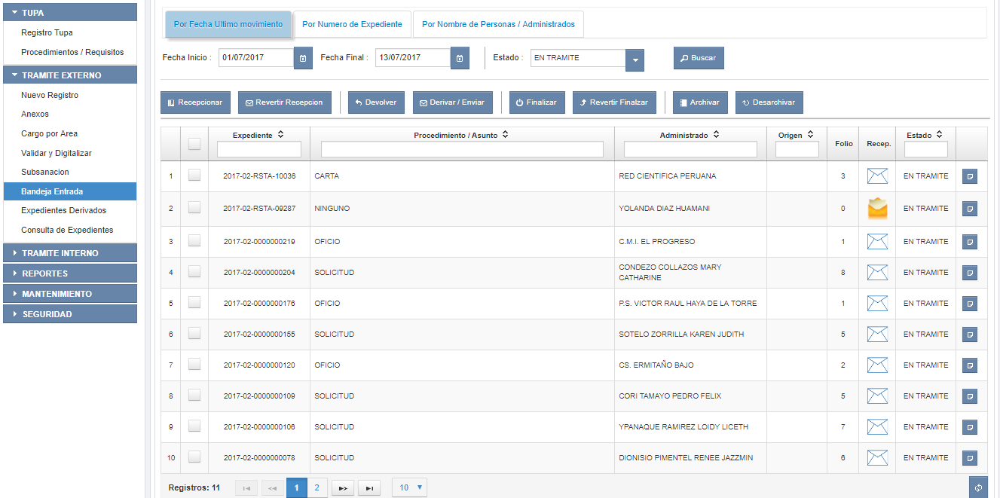 TUPA
Registro Tupa
Procedimientos / Requisitos
TRAMITE EXTERNO
Nuevo Registro
Anexos
Cargo por Area
Validar y Digitalizar
Subsanacion
Bandeja Entrada
Expedientes Derivados
Consulta de Expedientes
TRAMITE INTERNO
REPORTES
MANTENIMIENTO
SEGURIDAD
Por Fecha Ultimo movimiento Por Numero de Expediente Por Nombre de Personas / Administrados
Fecha Inicio : 01/07/2017 Fecha Final : 13/07/2017 Estado : EN TRAMITE Buscar
Recepcionar Revertir Recepcion Devolver Derivar / Enviar Finalizar Revertir Finalzar Archivar Desarchivar
Expediente Procedimiento / Asunto Administrado Origen Folio Recep. Estado
1 2017-02-RSTA-10036 CARTA RED CIENTIFICA PERUANA 3 EN TRAMITE
2 2017-02-RSTA-09287 NINGUNO YOLANDA DIAZ HUAMANI 0 EN TRAMITE
3 2017-02-0000000219 OFICIO C.M.I. EL PROGRESO 1 EN TRAMITE
4 2017-02-0000000204 SOLICITUD CONDEZO COLLAZOS MARY
CATHARINE 8 EN TRAMITE
5 2017-02-0000000176 OFICIO P.S. VICTOR RAUL HAYA DE LA TORRE 1 EN TRAMITE
6 2017-02-0000000155 SOLICITUD SOTELO ZORRILLA KAREN JUDITH 5 EN TRAMITE
7 2017-02-0000000120 OFICIO CS. ERMITAÑO BAJO 2 EN TRAMITE
8 2017-02-0000000109 SOLICITUD CORI TAMAYO PEDRO FELIX 5 EN TRAMITE
9 2017-02-0000000106 SOLICITUD YPANAQUE RAMIREZ LOIDY LICETH 7 EN TRAMITE
10 2017-02-0000000078 SOLICITUD DIONISIO PIMENTEL RENEE JAZZMIN 6 EN TRAMITE
Registros: 11 1 2 10